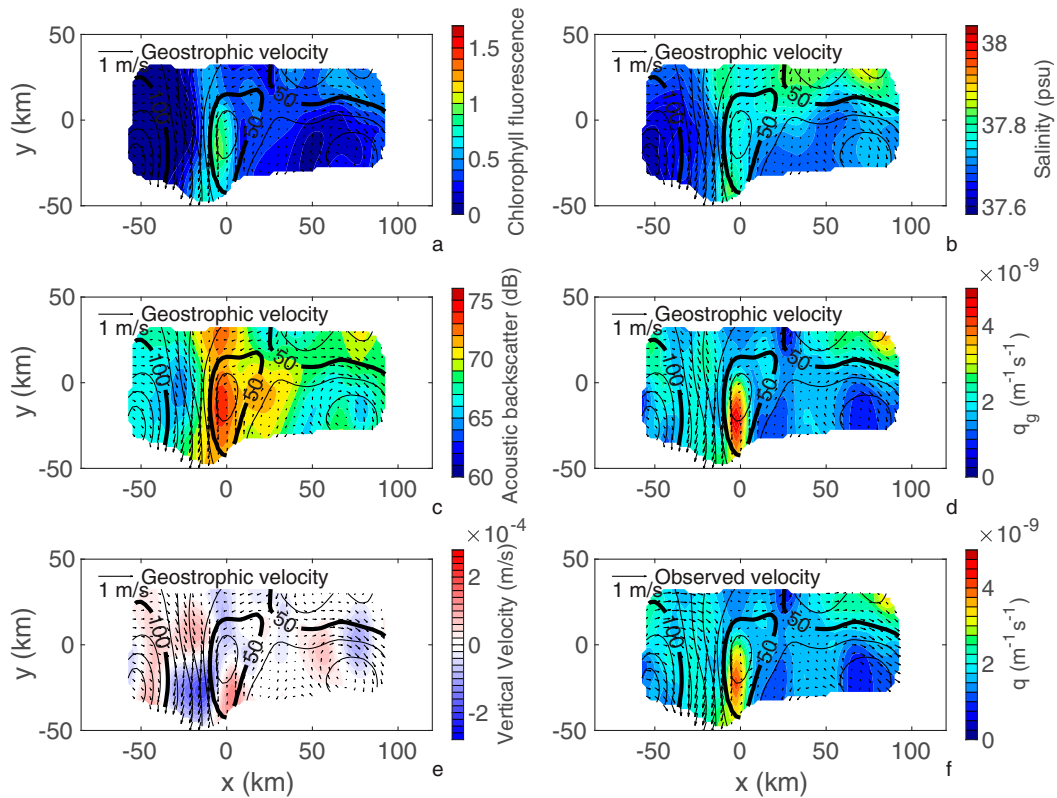 50
0
-50
y (km)
Geostrophic velocity
1 m/s
100
50
50
-50
0
50
100
1.5
1
0.5
0
Chlorophyll fluorescence
a
50
0
-50
y (km)
Geostrophic velocity
1 m/s
100
50
50
-50
0
50
100
38
37.8
37.6
Salinity (psu)
b
50
0
-50
y (km)
Geostrophic velocity
1 m/s
100
50
50
-50
0
50
100
75
70
65
60
Acoustic backscatter (dB)
c
50
0
-50
y (km)
Geostrophic velocity
1 m/s
100
50
50
-50
0
50
100
× 10⁻⁹
4
2
0
q_g (m⁻¹ s⁻¹)
d
50
0
-50
y (km)
Geostrophic velocity
1 m/s
100
50
50
-50
0
50
100
x (km)
× 10⁻⁴
2
0
-2
Vertical Velocity (m/s)
e
50
0
-50
y (km)
Observed velocity
1 m/s
100
50
50
-50
0
50
100
x (km)
× 10⁻⁹
4
2
0
q (m⁻¹ s⁻¹)
f